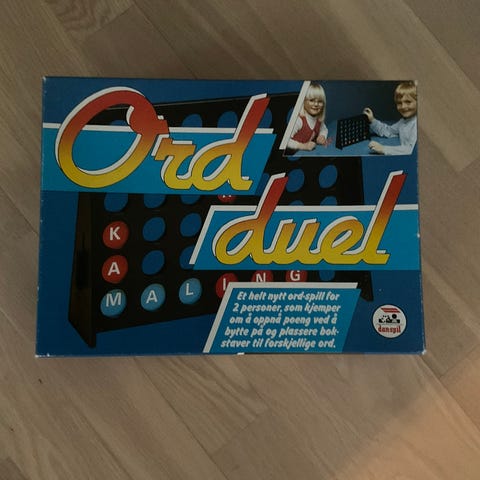 Ord
duel
K
A
MALING
Et helt nytt ord-spill for
2 personer, som kjemper
om å oppnå poeng ved å
bytte på og plassere bok-
staver til forskjellige ord.
danspil